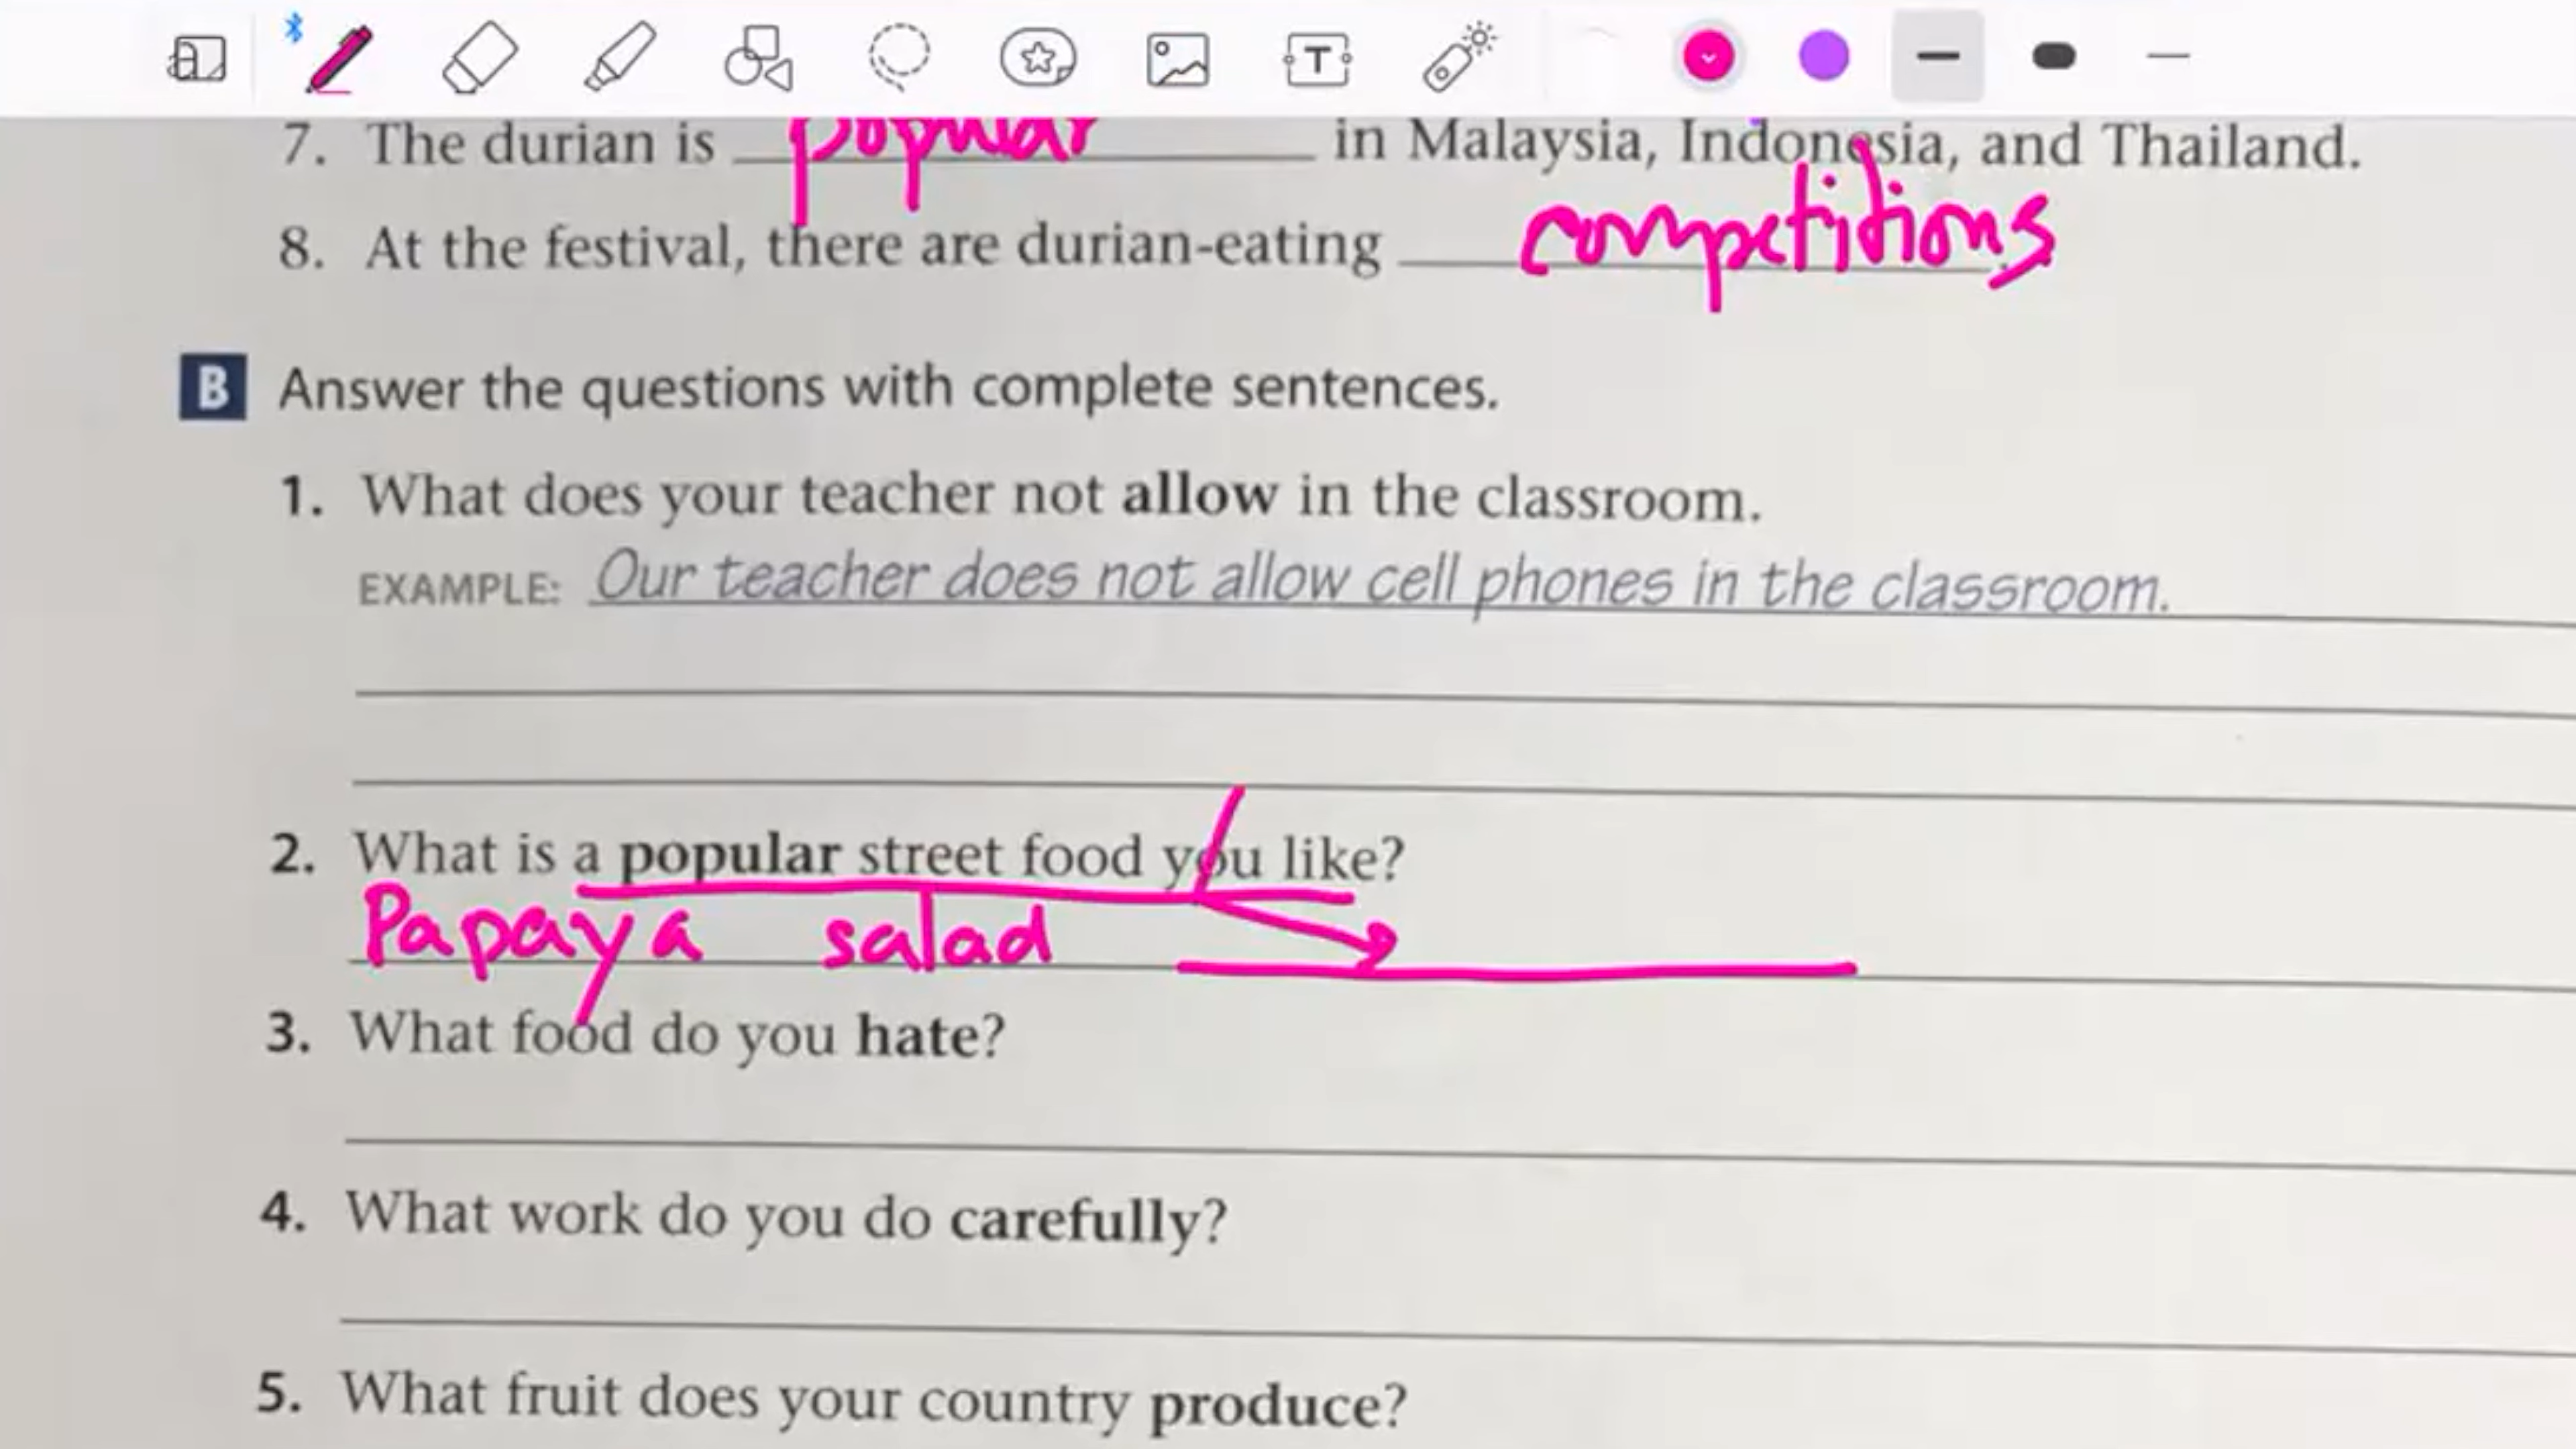 7. The durian is popular in Malaysia, Indonesia, and Thailand.
8. At the festival, there are durian-eating competitions.
B Answer the questions with complete sentences.
1. What does your teacher not allow in the classroom.
EXAMPLE: Our teacher does not allow cell phones in the classroom.
2. What is a popular street food you like?
Papaya salad
3. What food do you hate?
4. What work do you do carefully?
5. What fruit does your country produce?